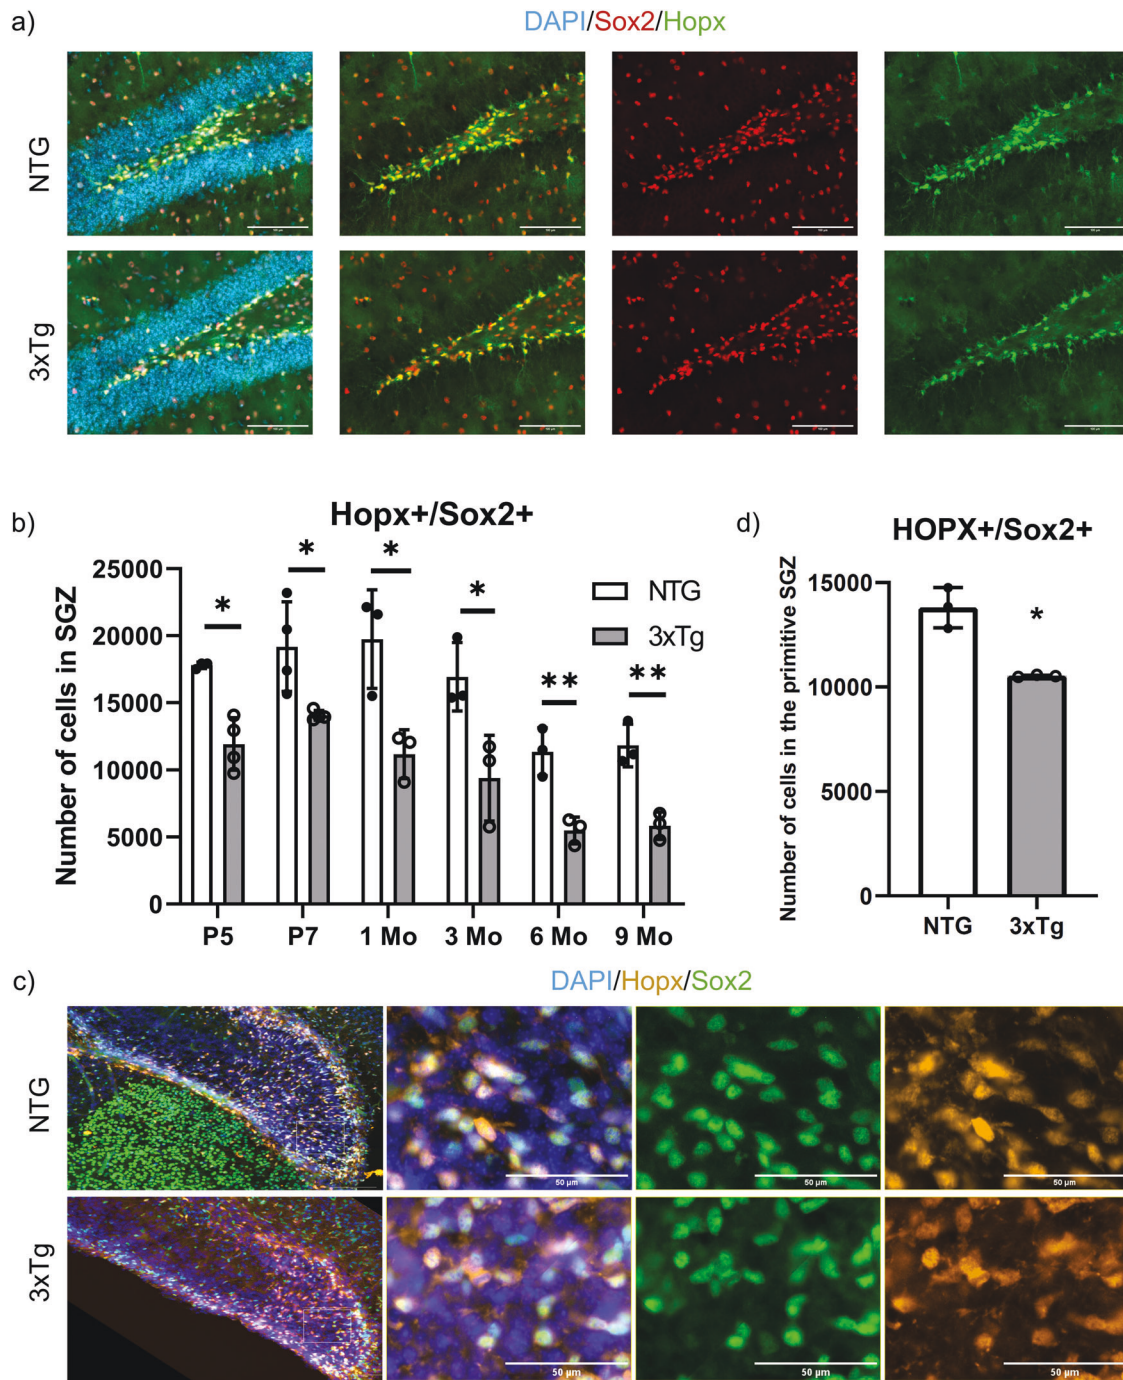 a)
DAPI/Sox2/Hopx
NTG
3xTg
b)
Hopx+/Sox2+
Number of cells in SGZ
25000
20000
15000
10000
5000
0
* * * * ** **
NTG
3xTg
P5 P7 1 Mo 3 Mo 6 Mo 9 Mo
d)
HOPX+/Sox2+
Number of cells in the primitive SGZ
15000
10000
5000
0
*
NTG 3xTg
c)
DAPI/Hopx/Sox2
NTG
50 µm 50 µm 50 µm
3xTg
50 µm 50 µm 50 µm